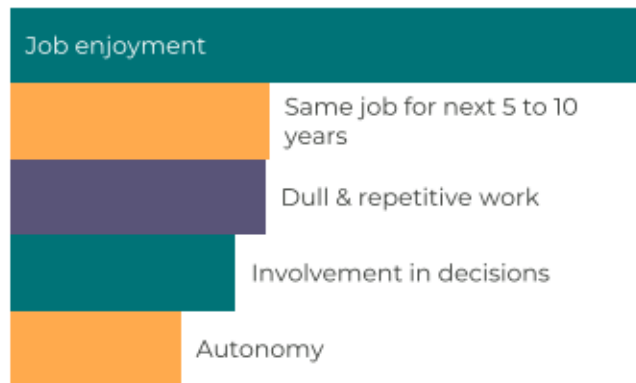 Job enjoyment
Same job for next 5 to 10
years
Dull & repetitive work
Involvement in decisions
Autonomy